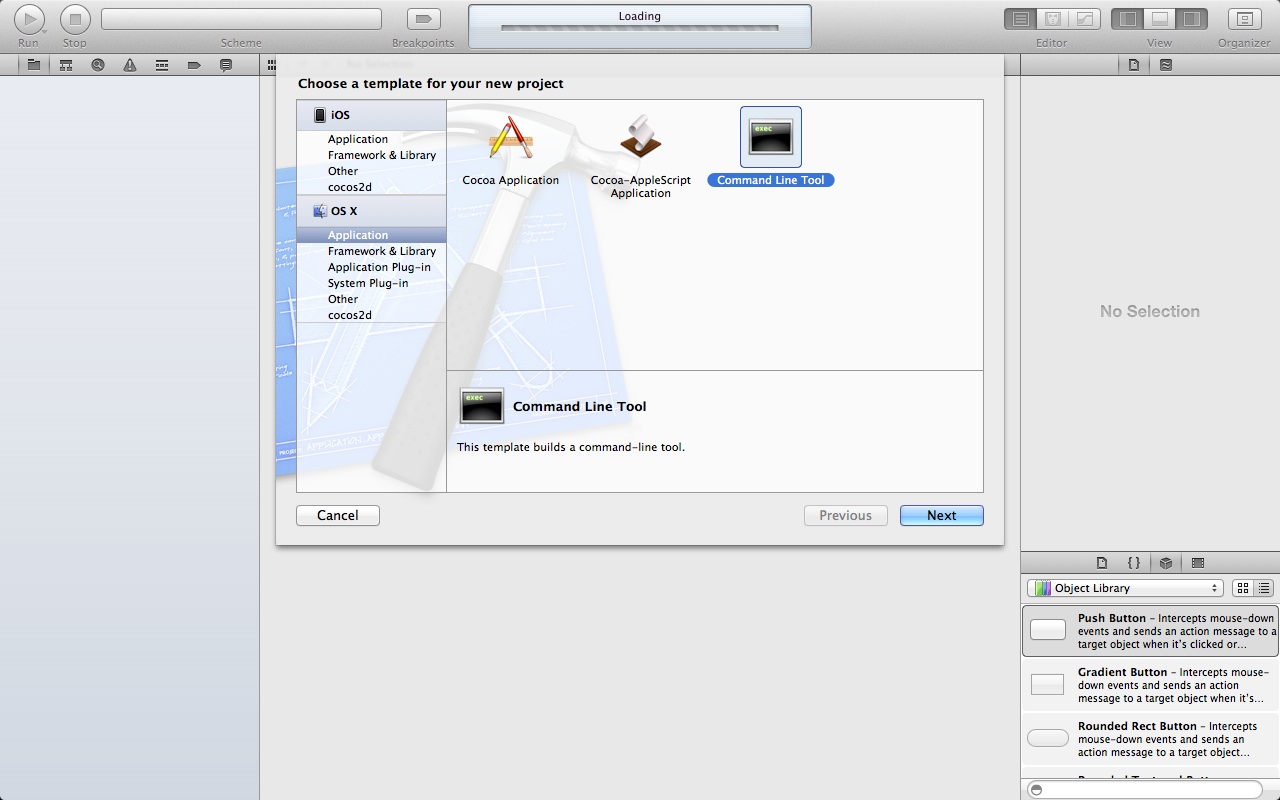 Loading
Run
Stop
Scheme
Breakpoints
Editor
View
Organizer
No Selection
Choose a template for your new project
iOS
Application
Framework & Library
Other
cocos2d
OS X
Application
Framework & Library
Application Plug-in
System Plug-in
Other
cocos2d
Cocoa Application
Cocoa-AppleScript
Application
exec
Command Line Tool
exec
Command Line Tool
This template builds a command-line tool.
Cancel
Previous
Next
No Selection
{ }
Object Library
Push Button - Intercepts mouse-down
events and sends an action message to a
target object when it's clicked or...
Gradient Button - Intercepts mouse-
down events and sends an action
message to a target object when it's...
Rounded Rect Button - Intercepts
mouse-down events and sends an
action message to a target object...